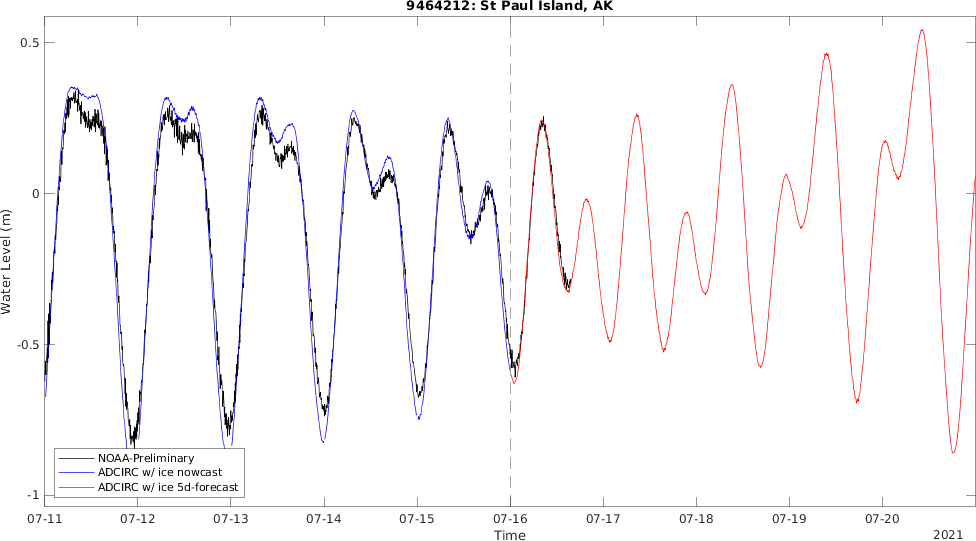 9464212: St Paul Island, AK
Water Level (m)
0.5
0
-0.5
-1
NOAA-Preliminary
ADCIRC w/ ice nowcast
ADCIRC w/ ice 5d-forecast
07-11 07-12 07-13 07-14 07-15 07-16 07-17 07-18 07-19 07-20
Time
2021